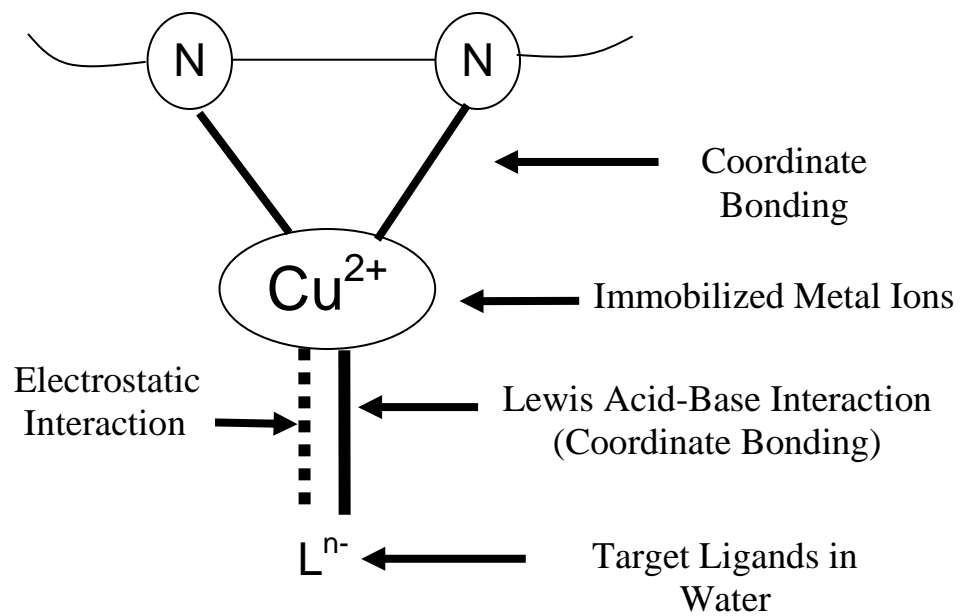 N N
Coordinate
Bonding
Cu²⁺
Immobilized Metal Ions
Electrostatic
Interaction
Lewis Acid-Base Interaction
(Coordinate Bonding)
Lⁿ⁻
Target Ligands in
Water